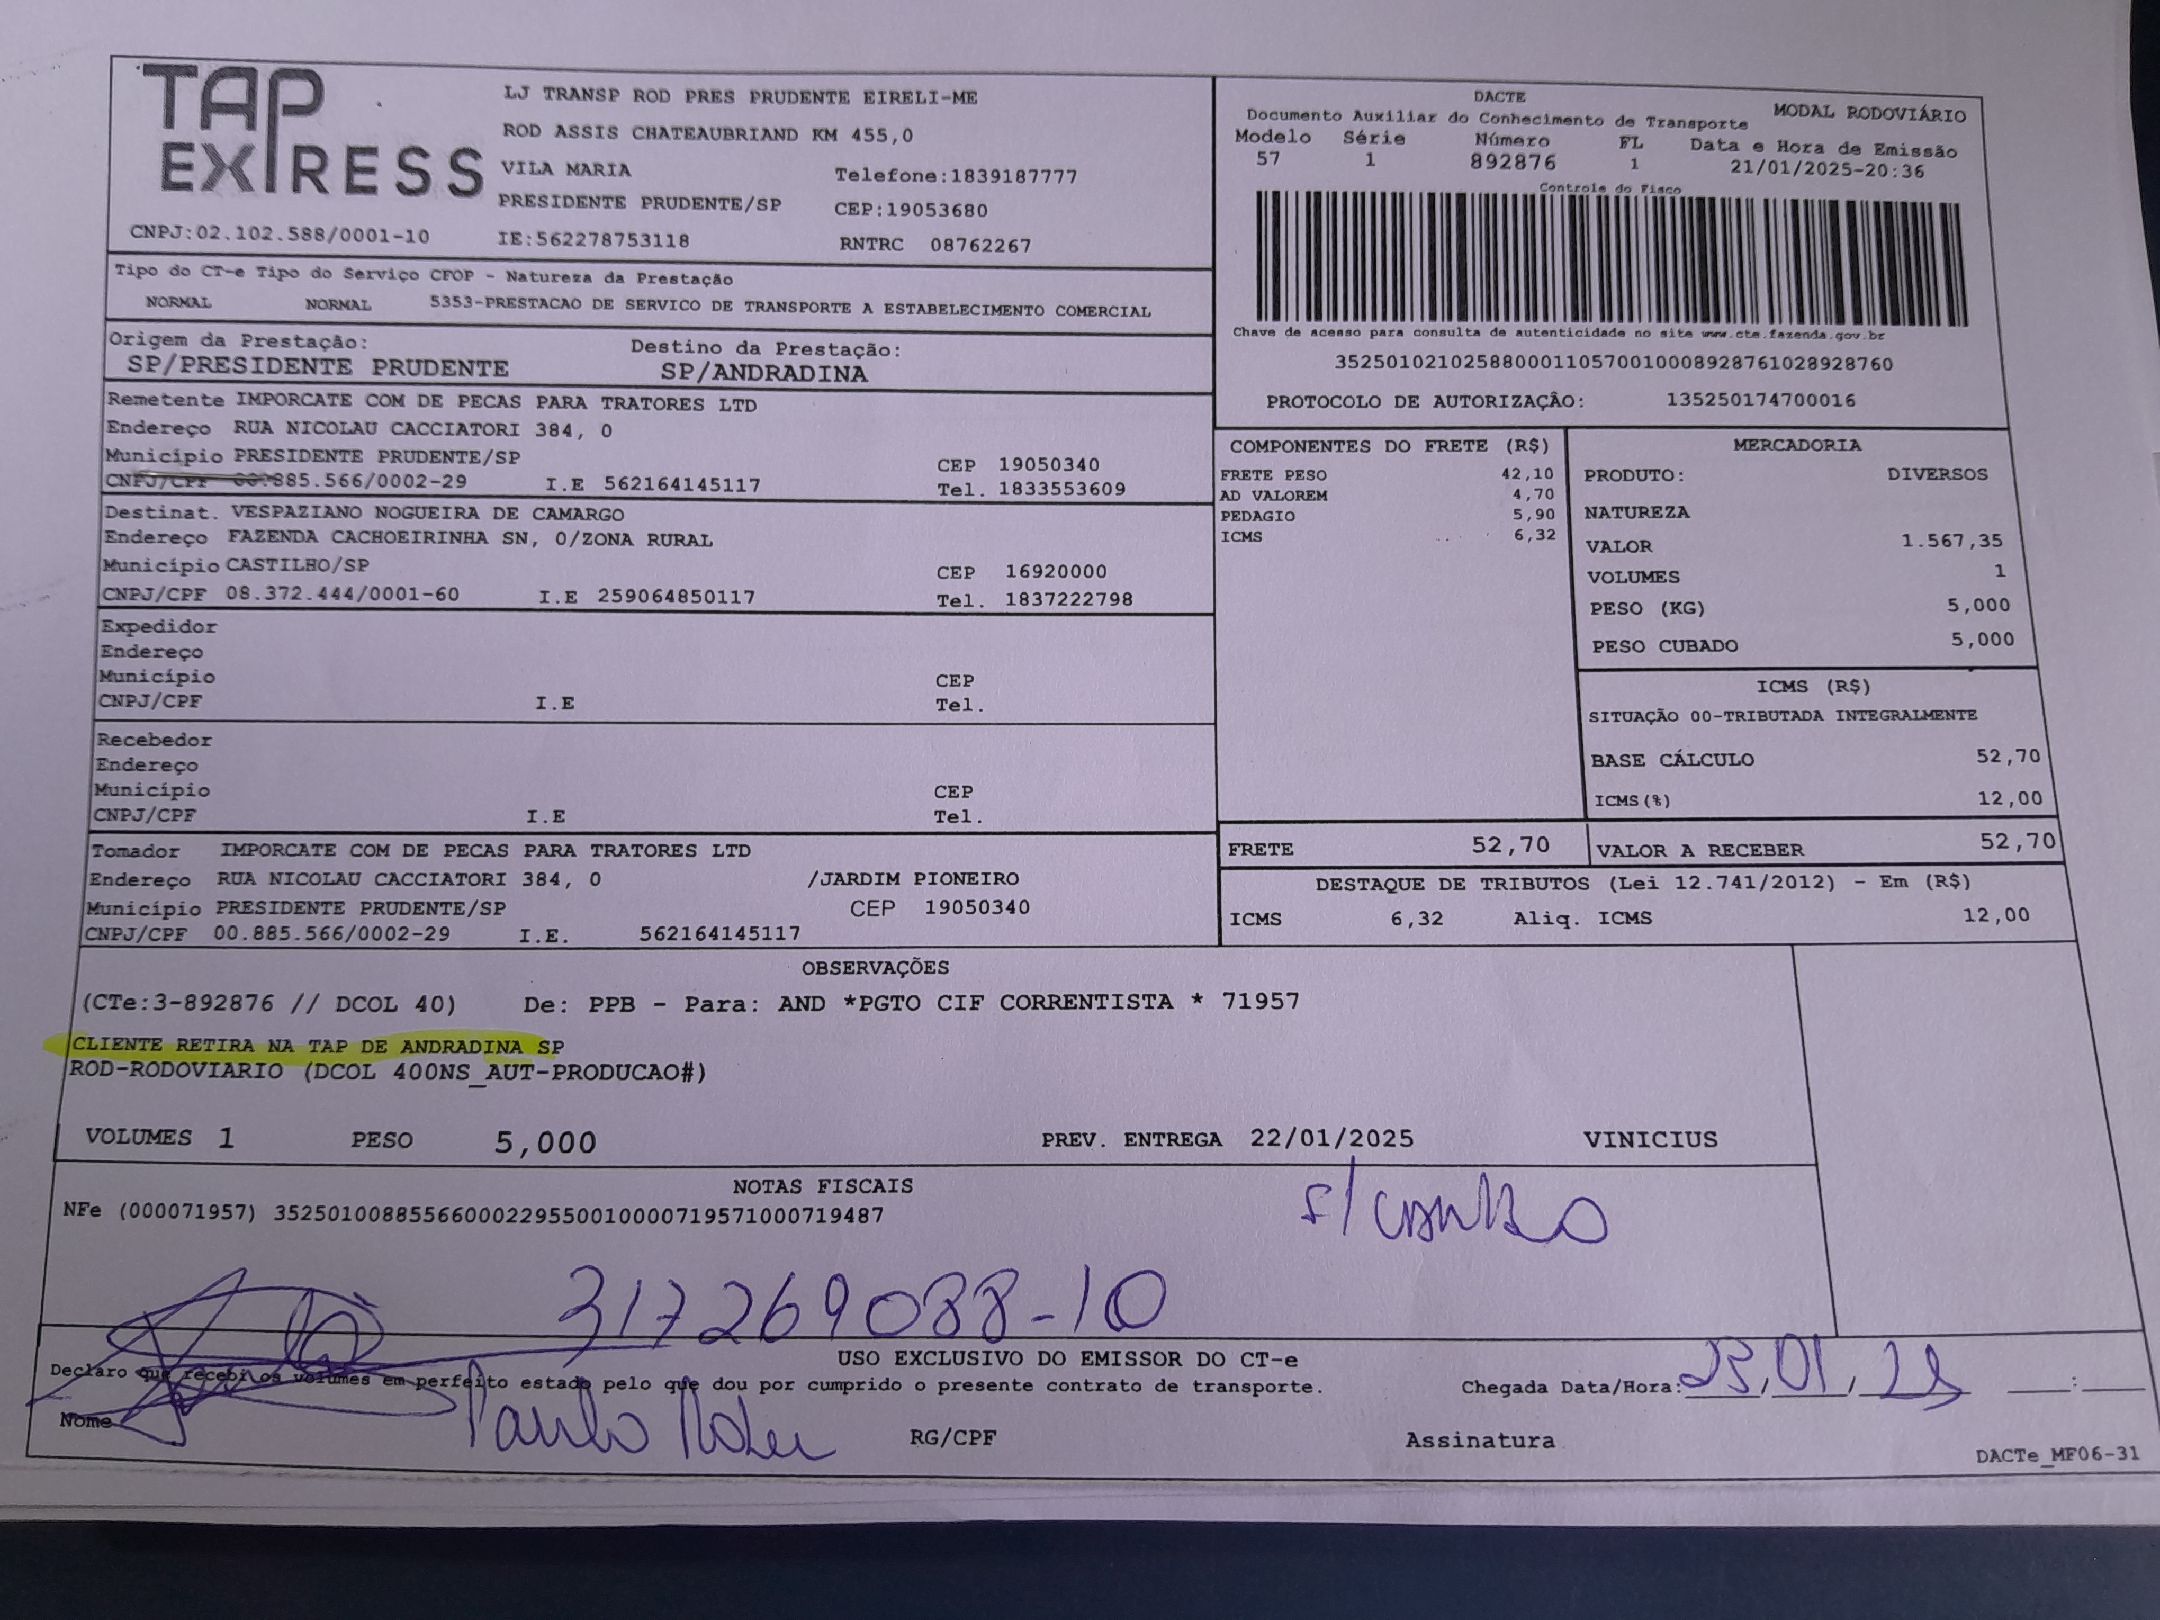 TAP EXPRESS
LJ TRANSP ROD PRES PRUDENTE EIRELI-ME
ROD ASSIS CHATEAUBRIAND KM 455,0
VILA MARIA Telefone:1839187777
PRESIDENTE PRUDENTE/SP CEP:19053680
CNPJ:02.102.588/0001-10 IE:562278753118 RNTRC 08762267
DACTE MODAL RODOVIÁRIO
Documento Auxiliar do Conhecimento de Transporte
Modelo Série Número FL Data e Hora de Emissão
57 1 892876 1 21/01/2025-20:36
Controle do Fisco
Chave de acesso para consulta de autenticidade no site www.cte.fazenda.gov.br
35250102102588000110570010008928761028928760
PROTOCOLO DE AUTORIZAÇÃO: 135250174700016
Tipo do CT-e Tipo do Serviço CFOP - Natureza da Prestação
NORMAL NORMAL 5353-PRESTACAO DE SERVICO DE TRANSPORTE A ESTABELECIMENTO COMERCIAL
Origem da Prestação: Destino da Prestação:
SP/PRESIDENTE PRUDENTE SP/ANDRADINA
Remetente IMPORCATE COM DE PECAS PARA TRATORES LTD
Endereço RUA NICOLAU CACCIATORI 384, 0
Município PRESIDENTE PRUDENTE/SP CEP 19050340
CNPJ/CPF 00.885.566/0002-29 I.E 562164145117 Tel. 1833553609
Destinat. VESPAZIANO NOGUEIRA DE CAMARGO
Endereço FAZENDA CACHOEIRINHA SN, 0/ZONA RURAL
Município CASTILHO/SP CEP 16920000
CNPJ/CPF 08.372.444/0001-60 I.E 259064850117 Tel. 1837222798
Expedidor
Endereço
Município CEP
CNPJ/CPF I.E Tel.
Recebedor
Endereço
Município CEP
CNPJ/CPF I.E Tel.
Tomador IMPORCATE COM DE PECAS PARA TRATORES LTD
Endereço RUA NICOLAU CACCIATORI 384, 0 /JARDIM PIONEIRO
Município PRESIDENTE PRUDENTE/SP CEP 19050340
CNPJ/CPF 00.885.566/0002-29 I.E. 562164145117
COMPONENTES DO FRETE (R$)
FRETE PESO 42,10
AD VALOREM 4,70
PEDAGIO 5,90
ICMS 6,32
MERCADORIA
PRODUTO: DIVERSOS
NATUREZA
VALOR 1.567,35
VOLUMES 1
PESO (KG) 5,000
PESO CUBADO 5,000
ICMS (R$)
SITUAÇÃO 00-TRIBUTADA INTEGRALMENTE
BASE CÁLCULO 52,70
ICMS(%) 12,00
FRETE 52,70 VALOR A RECEBER 52,70
DESTAQUE DE TRIBUTOS (Lei 12.741/2012) - Em (R$)
ICMS 6,32 Aliq. ICMS 12,00
OBSERVAÇÕES
(CTe:3-892876 // DCOL 40) De: PPB - Para: AND *PGTO CIF CORRENTISTA * 71957
CLIENTE RETIRA NA TAP DE ANDRADINA SP
ROD-RODOVIARIO (DCOL 400NS_AUT-PRODUCAO#)
VOLUMES 1 PESO 5,000 PREV. ENTREGA 22/01/2025 VINICIUS
NOTAS FISCAIS
NFe (000071957) 35250100885566000229550010000719571000719487
317269088-10
USO EXCLUSIVO DO EMISSOR DO CT-e
Declaro que recebi os volumes em perfeito estado pelo que dou por cumprido o presente contrato de transporte. Chegada Data/Hora: 23,01,25 :
Nome Paulo RG/CPF Assinatura
DACTe_MF06-31